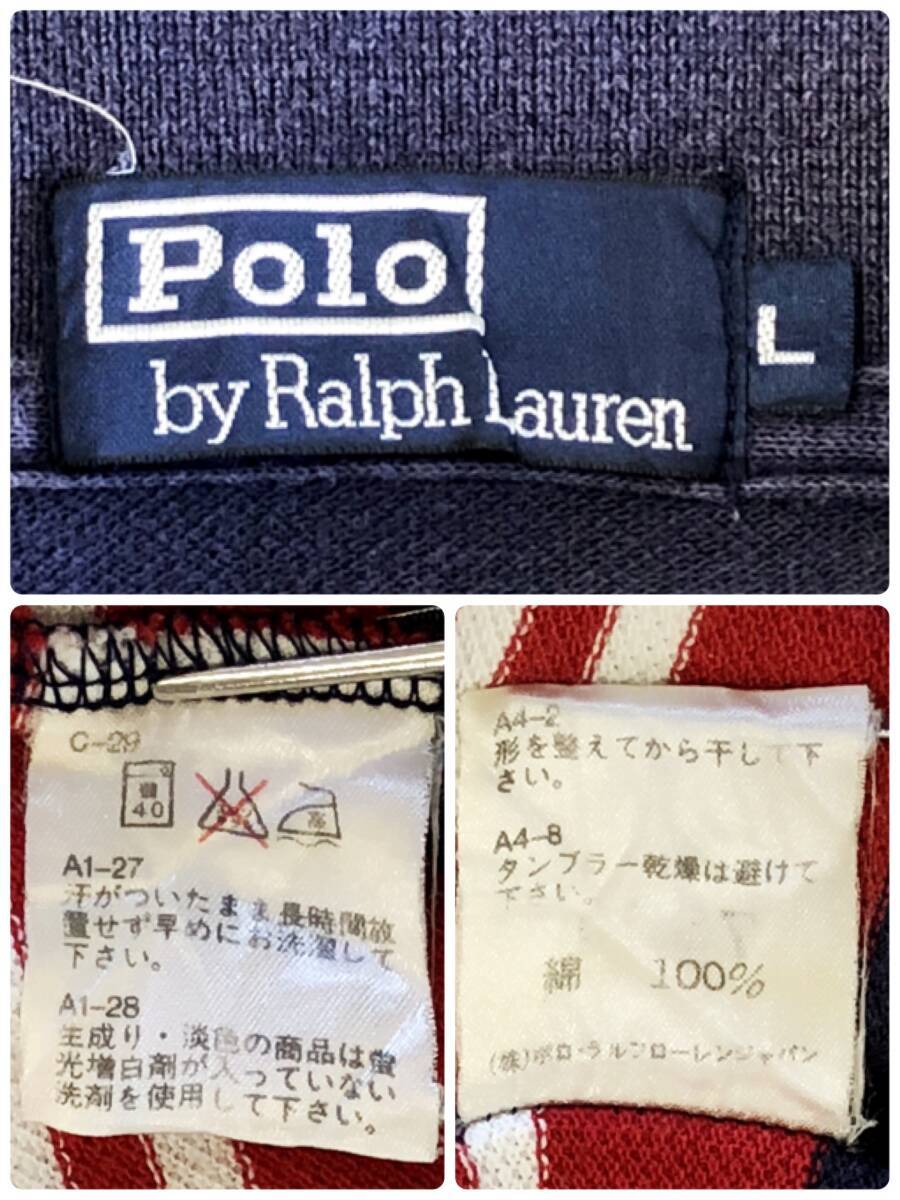 Polo
by Ralph Lauren
L
C-29
40
高
A1-27
汗がついたまま長時間放
置せず早めにお洗濯して
下さい。
A1-28
生成り・淡色の商品は蛍
光増白剤が入っていない
洗剤を使用して下さい。
A4-2
形を整えてから干して下
さい。
A4-8
タンブラー乾燥は避けて
下さい。
綿 100%
(株)ポロ・ラルフローレンジャパン